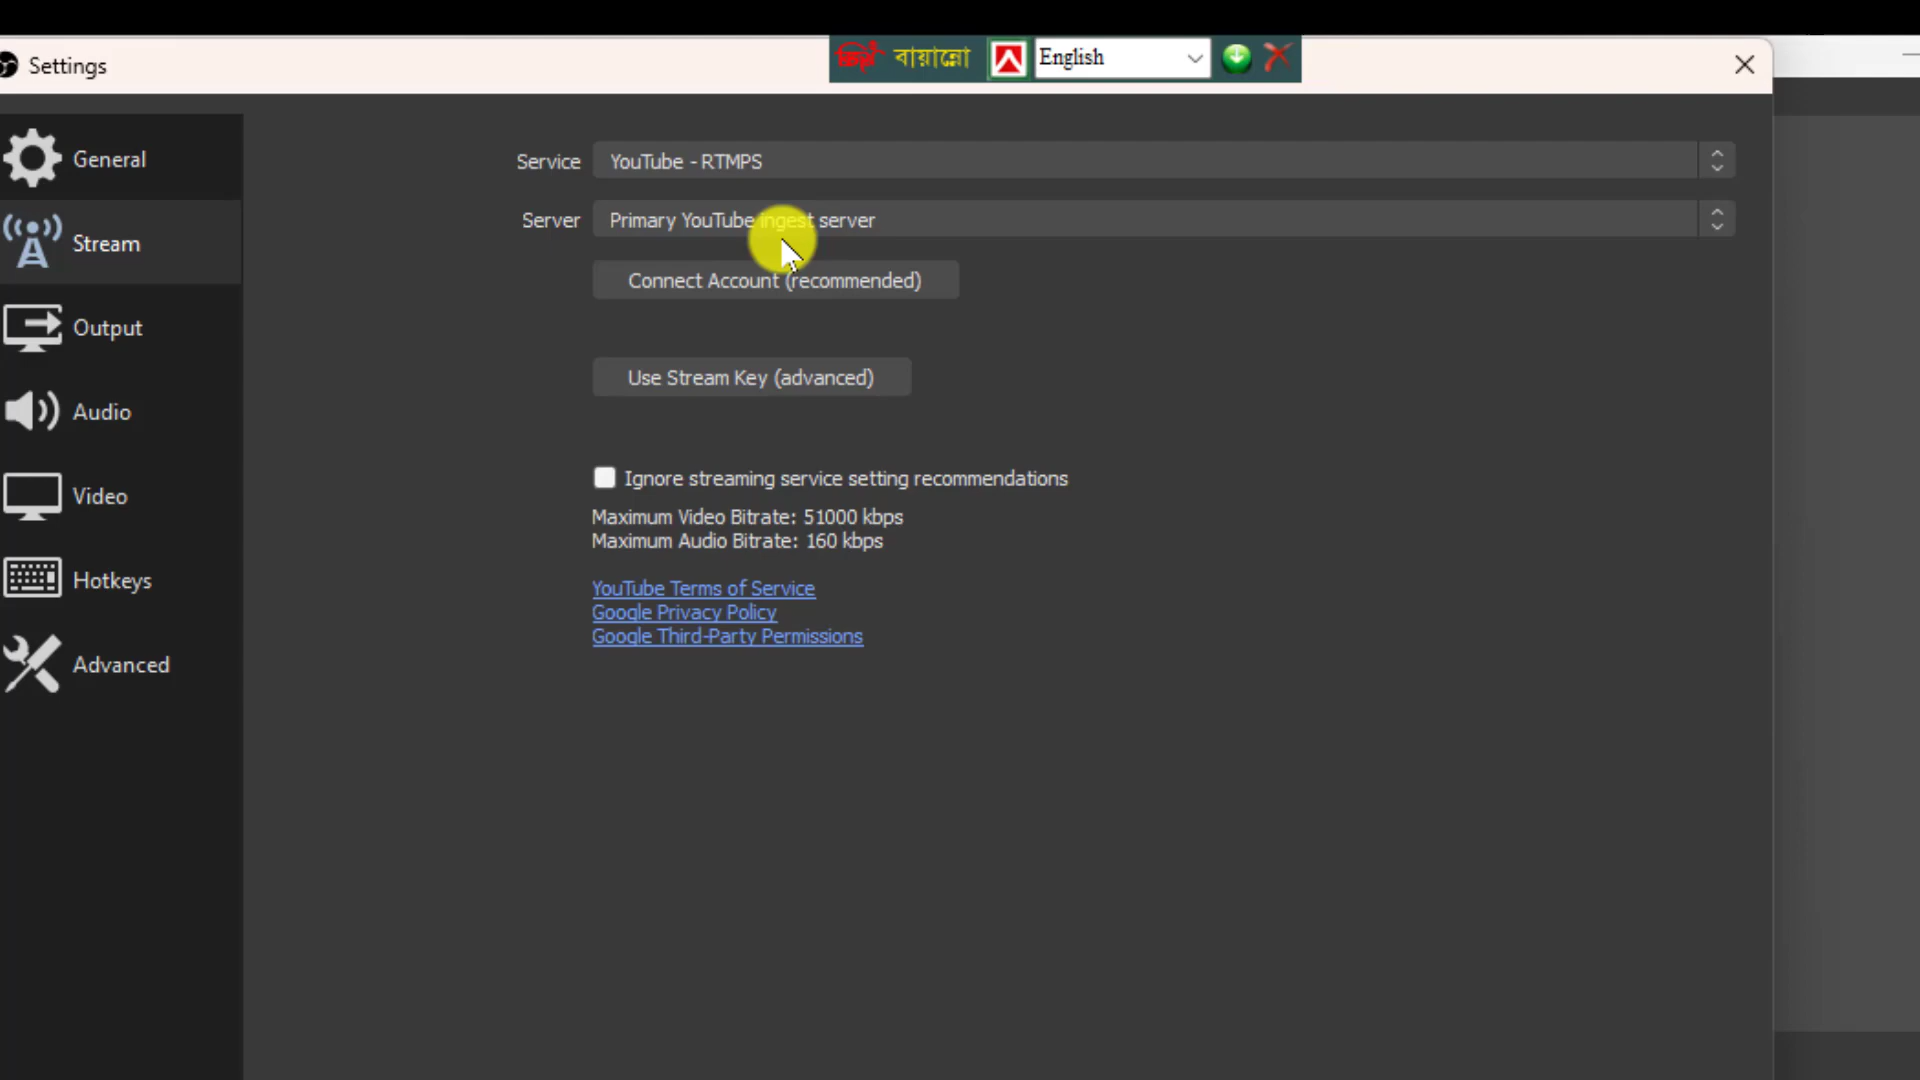 Settings
বায়ান্নো
English
General
Stream
Output
Audio
Video
Hotkeys
Advanced
Service YouTube - RTMPS
Server Primary YouTube ingest server
Connect Account (recommended)
Use Stream Key (advanced)
Ignore streaming service setting recommendations
Maximum Video Bitrate: 51000 kbps
Maximum Audio Bitrate: 160 kbps
YouTube Terms of Service
Google Privacy Policy
Google Third-Party Permissions